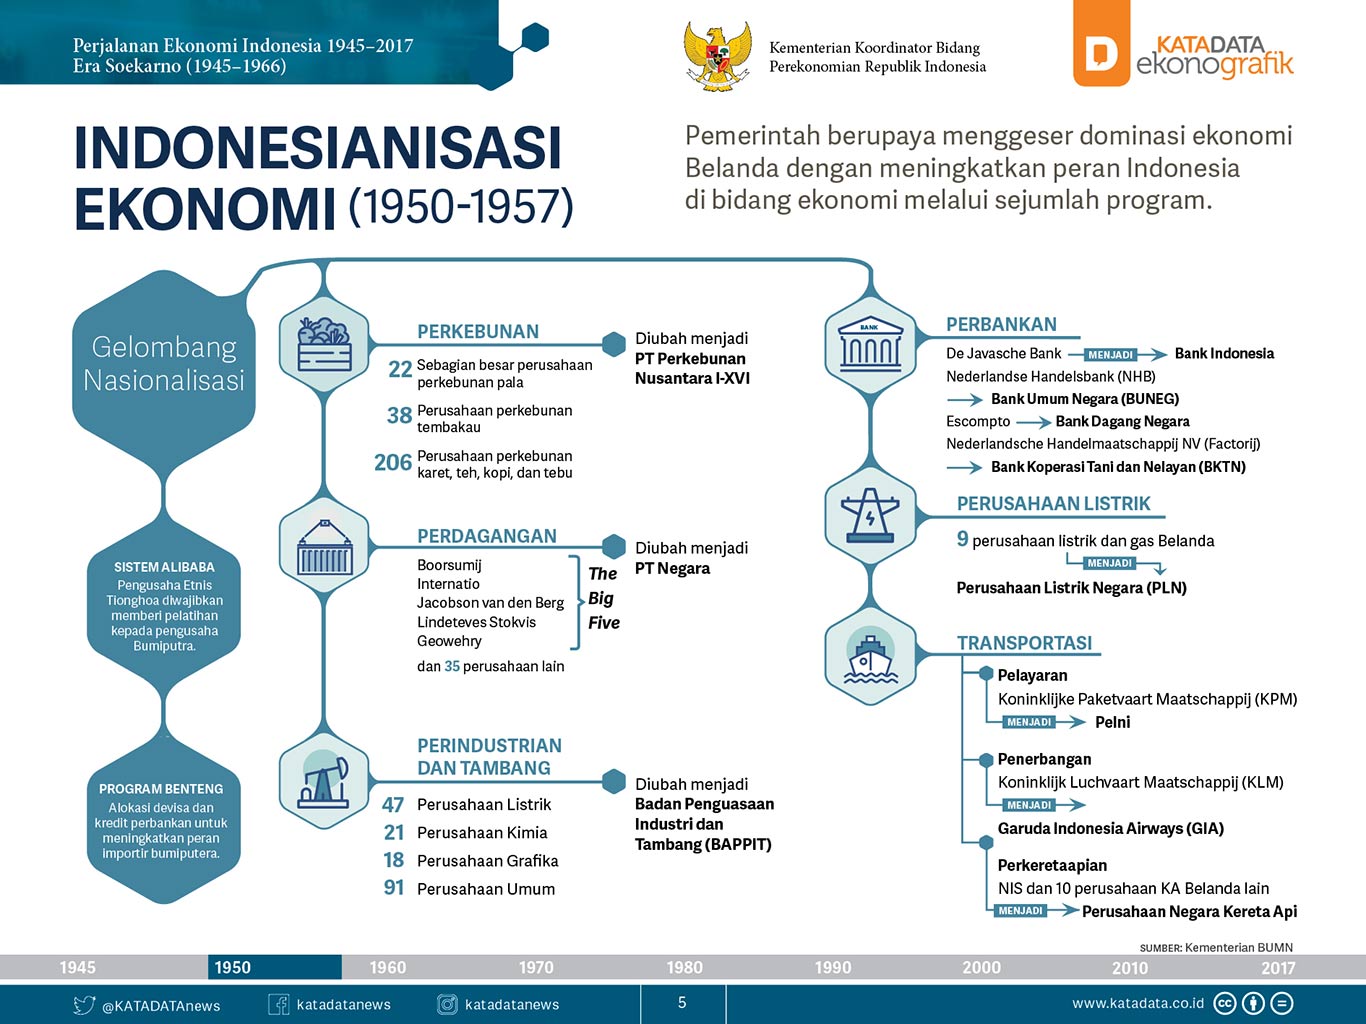 Perjalanan Ekonomi Indonesia 1945–2017
Era Soekarno (1945–1966)
Kementerian Koordinator Bidang
Perekonomian Republik Indonesia
D
KATADATA
ekonografik
INDONESIANISASI
EKONOMI (1950-1957)
Pemerintah berupaya menggeser dominasi ekonomi
Belanda dengan meningkatkan peran Indonesia
di bidang ekonomi melalui sejumlah program.
Gelombang
Nasionalisasi
SISTEM ALIBABA
Pengusaha Etnis
Tionghoa diwajibkan
memberi pelatihan
kepada pengusaha
Bumiputra.
PROGRAM BENTENG
Alokasi devisa dan
kredit perbankan untuk
meningkatkan peran
importir bumiputera.
PERKEBUNAN
22 Sebagian besar perusahaan
perkebunan pala
38 Perusahaan perkebunan
tembakau
206 Perusahaan perkebunan
karet, teh, kopi, dan tebu
Diubah menjadi
PT Perkebunan
Nusantara I-XVI
PERDAGANGAN
Boorsumij
Internatio
Jacobson van den Berg
Lindeteves Stokvis
Geowehry
dan 35 perusahaan lain
The
Big
Five
Diubah menjadi
PT Negara
PERINDUSTRIAN
DAN TAMBANG
47 Perusahaan Listrik
21 Perusahaan Kimia
18 Perusahaan Grafika
91 Perusahaan Umum
Diubah menjadi
Badan Penguasaan
Industri dan
Tambang (BAPPIT)
BANK
PERBANKAN
De Javasche Bank MENJADI Bank Indonesia
Nederlandse Handelsbank (NHB)
Bank Umum Negara (BUNEG)
Escompto Bank Dagang Negara
Nederlandsche Handelmaatschappij NV (Factorij)
Bank Koperasi Tani dan Nelayan (BKTN)
PERUSAHAAN LISTRIK
9 perusahaan listrik dan gas Belanda
MENJADI
Perusahaan Listrik Negara (PLN)
TRANSPORTASI
Pelayaran
Koninklijke Paketvaart Maatschappij (KPM)
MENJADI Pelni
Penerbangan
Koninklijk Luchvaart Maatschappij (KLM)
MENJADI
Garuda Indonesia Airways (GIA)
Perkeretaapian
NIS dan 10 perusahaan KA Belanda lain
MENJADI Perusahaan Negara Kereta Api
SUMBER: Kementerian BUMN
1945 1950 1960 1970 1980 1990 2000 2010 2017
@KATADATAnews katadatanews katadatanews 5 www.katadata.co.id cc